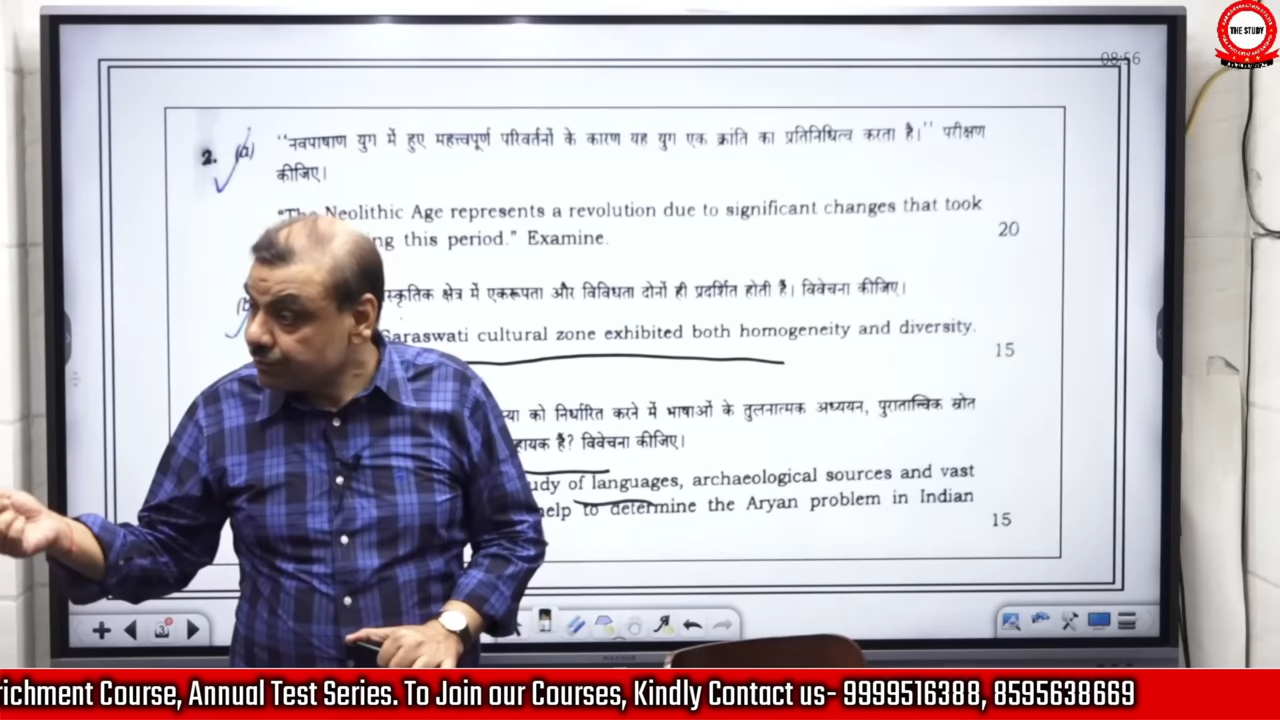 THE STUDY
08:56
2. (a) "नवपाषाण युग में हुए महत्त्वपूर्ण परिवर्तनों के कारण यह युग एक क्रांति का प्रतिनिधित्व करता है।" परीक्षण
कीजिए।
"The Neolithic Age represents a revolution due to significant changes that took
ing this period." Examine.
20
स्कृतिक क्षेत्र में एकरूपता और विविधता दोनों ही प्रदर्शित होती है। विवेचना कीजिए।
Saraswati cultural zone exhibited both homogeneity and diversity.
15
को निर्धारित करने में भाषाओं के तुलनात्मक अध्ययन, पुरातात्विक स्रोत
हायक है? विवेचना कीजिए।
udy of languages, archaeological sources and vast
help to determine the Aryan problem in Indian
15
3
richment Course, Annual Test Series. To Join our Courses, Kindly Contact us- 9999516388, 8595638669